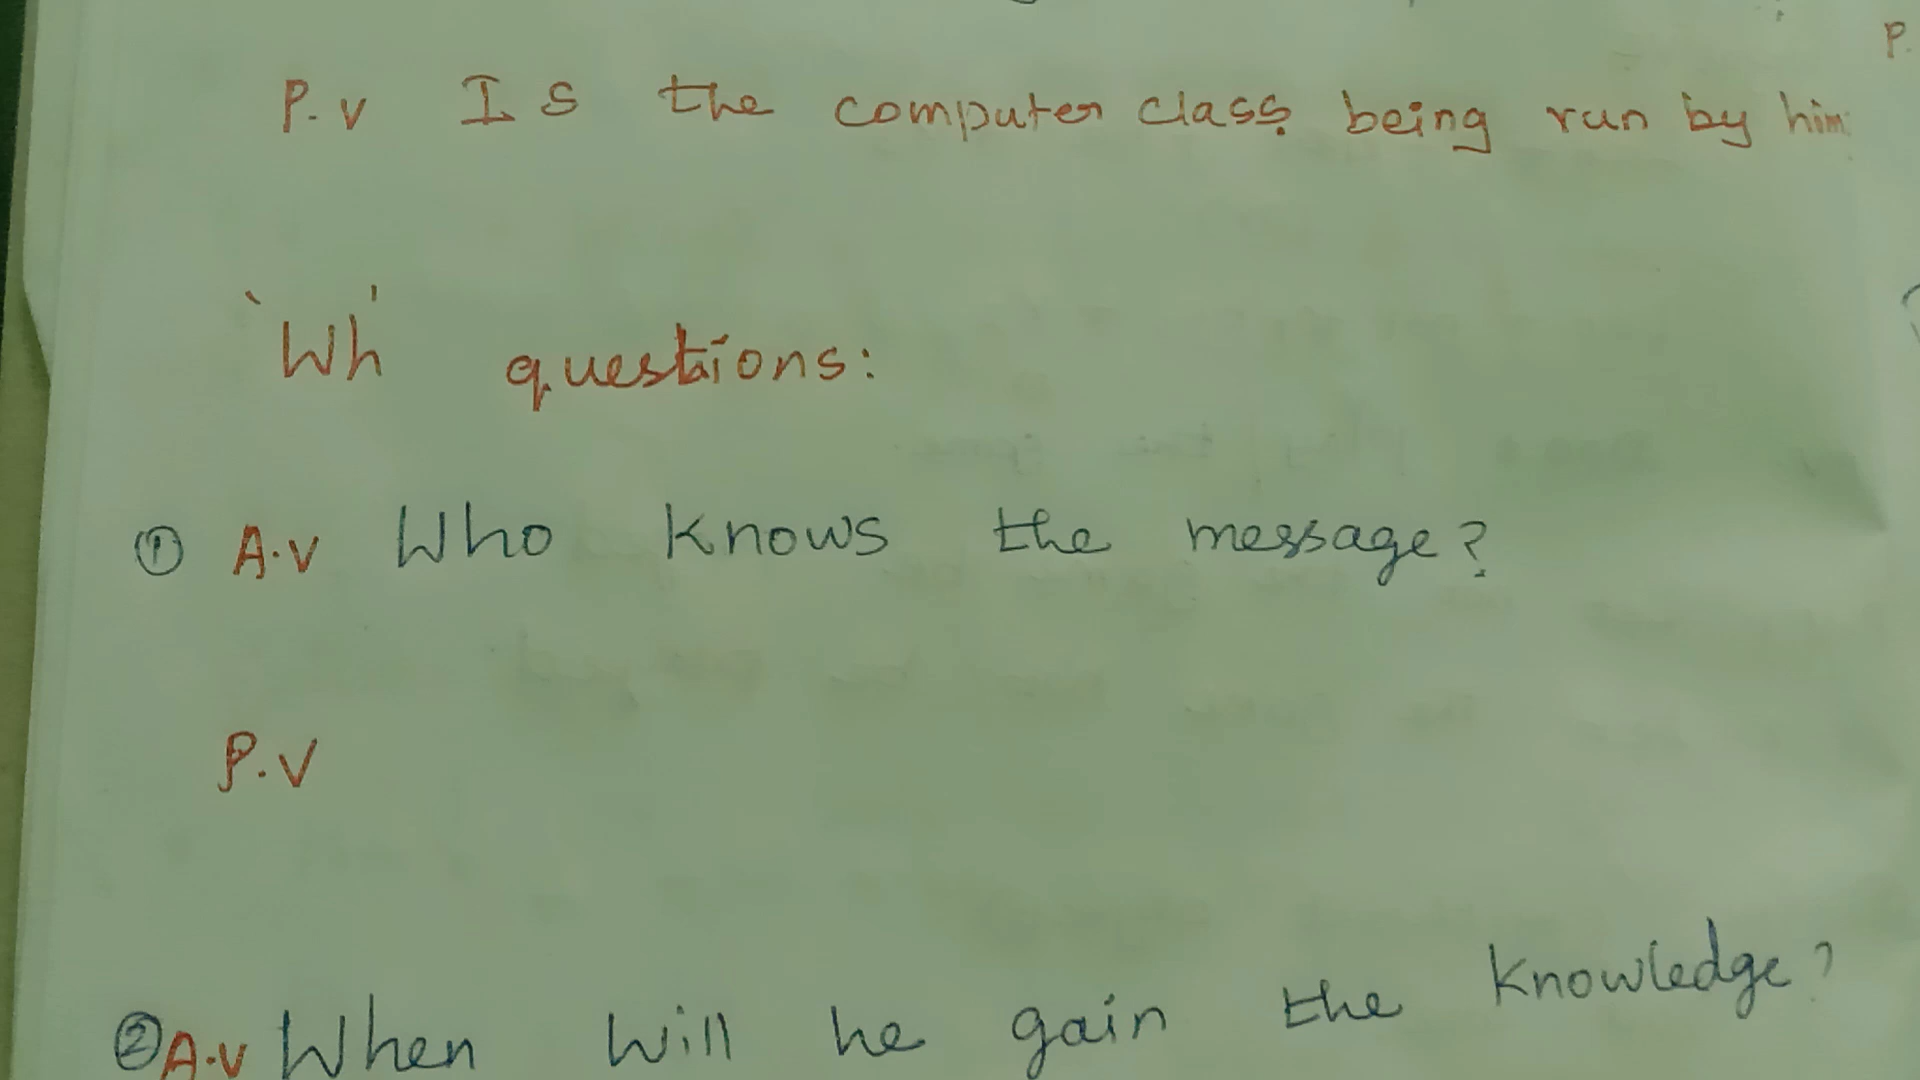 P.
P.v Is the computer class being run by him
'Wh' questions:
① A.v Who knows the message?
P.V
② A.v When will he gain the knowledge?